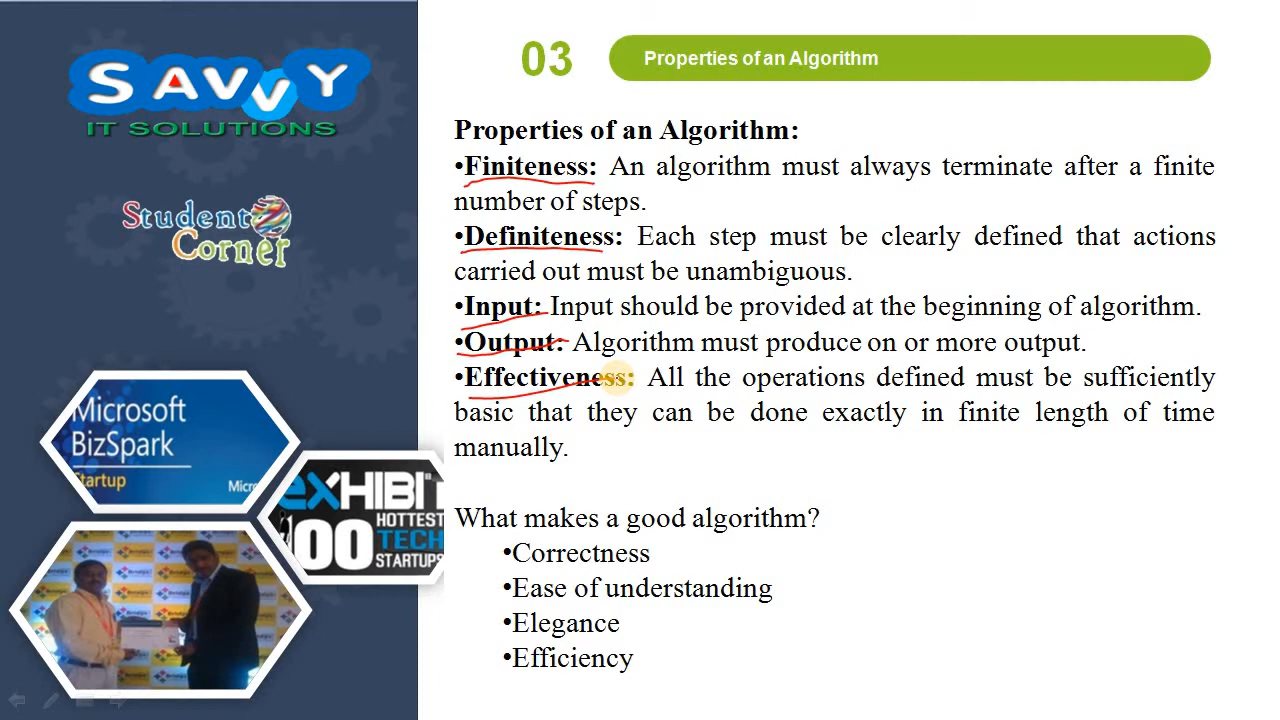 SAVVY
IT SOLUTIONS
Student
Corner
Microsoft
BizSpark
Startup
Micro
eXHIBIT
100
HOTTEST
TECH
STARTUPS
03
Properties of an Algorithm
Properties of an Algorithm:
•Finiteness: An algorithm must always terminate after a finite
number of steps.
•Definiteness: Each step must be clearly defined that actions
carried out must be unambiguous.
•Input: Input should be provided at the beginning of algorithm.
•Output: Algorithm must produce on or more output.
•Effectiveness: All the operations defined must be sufficiently
basic that they can be done exactly in finite length of time
manually.
What makes a good algorithm?
•Correctness
•Ease of understanding
•Elegance
•Efficiency